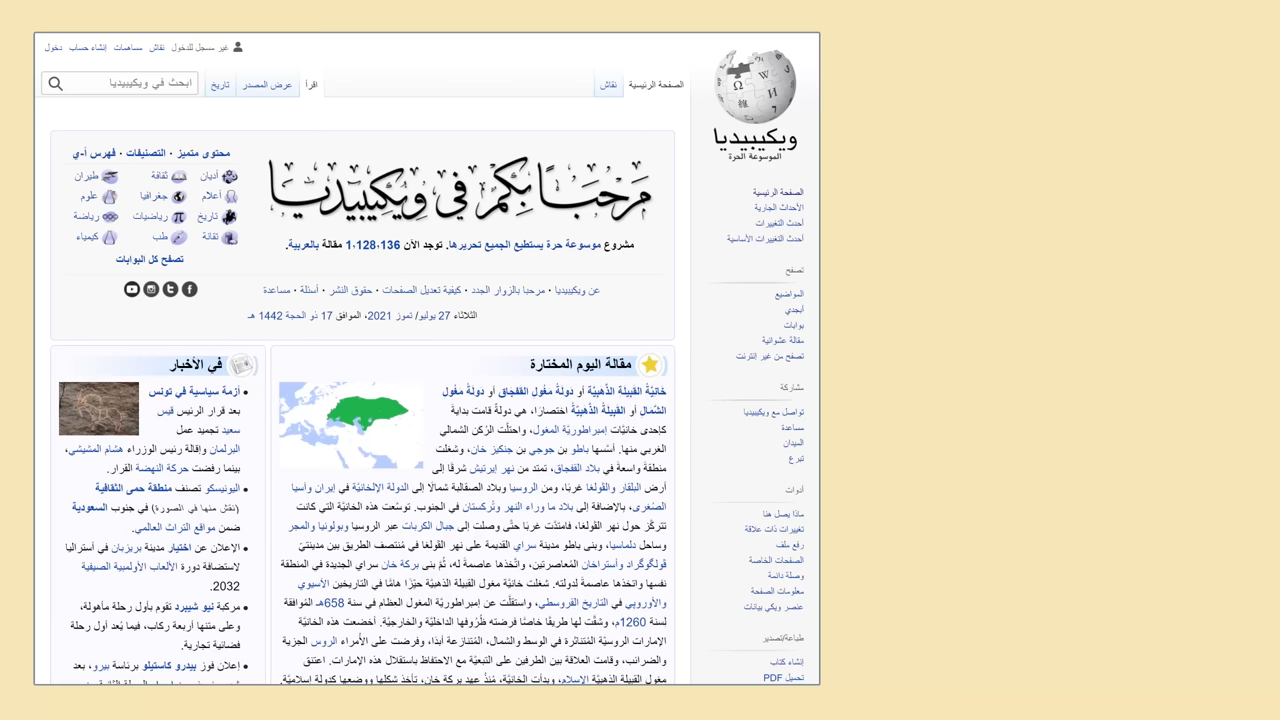 غير مسجل للدخول نقاش مساهمات إنشاء حساب دخول
الصفحة الرئيسية نقاش اقرأ عرض المصدر تاريخ ابحث في ويكيبيديا
ويكيبيديا
الموسوعة الحرة
الصفحة الرئيسية
الأحداث الجارية
أحدث التغييرات
أحدث التغييرات الأساسية
تصفح
المواضيع
أبجدي
بوابات
مقالة عشوائية
تصفح من غير إنترنت
مشاركة
تواصل مع ويكيبيديا
مساعدة
الميدان
تبرع
أدوات
ماذا يصل هنا
تغييرات ذات علاقة
رفع ملف
الصفحات الخاصة
وصلة دائمة
معلومات الصفحة
عنصر ويكي بيانات
طباعة/تصدير
إنشاء كتاب
تحميل PDF
مَرحَبًا بِكُم في ويكيبيديا
مشروع موسوعة حرة يستطيع الجميع تحريرها. توجد الآن 1٬128٬136 مقالة بالعربية.
محتوى متميز · التصنيفات · فهرس أ-ي
أديان ثقافة طيران
أعلام جغرافيا علوم
تاريخ رياضيات رياضة
تقانة طب كيمياء
تصفح كل البوابات
عن ويكيبيديا · مرحبا بالزوار الجدد · كيفية تعديل الصفحات · حقوق النشر · أسئلة · مساعدة
الثلاثاء 27 يوليو/ تموز 2021، الموافق 17 ذو الحجة 1442 هـ
مقالة اليوم المختارة
خانيَّةُ القبيلة الذَّهبِيَّة أو دولةُ مغُول القفجاق أو دولةُ مغُول
الشَّمال أو القبيلةُ الذَّهبيَّةُ اختصارًا، هي دولةٌ قامت بدايةً
كإحدى خانيَّات إمبراطوريَّة المغول، واحتلَّت الرُكن الشمالي
الغربي منها. أسَّسها باطو بن جوجي بن جنكيز خان، وشغلت
منطقةً واسعةً في بلاد القفجاق، تمتد من نهر إيرتيش شرقًا إلى
أرض البلقار والڤولغا غربًا، ومن الروسيا وبلاد الصقالبة شمالًا إلى الدولة الإلخانيَّة في إيران وآسيا
الصُغرى، بالإضافة إلى بلاد ما وراء النهر وتُركستان في الجنوب. توسَّعت هذه الخانيَّة التي كانت
تتركَّز حول نهر الڤولغا، فامتدَّت غربًا حتَّى وصلت إلى جبال الكربات عبر الروسيا وبولونيا والمجر
وساحل دلماسيا، وبنى باطو مدينة سراي القديمة على نهر الڤولغا في مُنتصف الطريق بين مدينتيّ
ڤولگوگراد وأستراخان المُعاصرتين، واتَّخذها عاصمةً له، ثُمَّ بنى بركة خان سراي الجديدة في المنطقة
نفسها واتخذها عاصمةً لدولته. شغلت خانيَّة مغول القبيلة الذهبيَّة حيّزًا هامًّا في التاريخين الآسيوي
والأوروپي في التاريخ القروسطي، واستقلَّت عن إمبراطوريَّة المغول العظام في سنة 658هـ المُوافقة
لسنة 1260م، وشقَّت لها طريقًا خاصًّا فرضته ظُروفها الداخليَّة والخارجيَّة. أخضعت هذه الخانيَّة
الإمارات الروسيَّة المُتناثرة في الوسط والشمال، المُتنازعة أبدًا، وفرضت على الأُمراء الروس الجزية
والضرائب، وقامت العلاقة بين الطرفين على التبعيَّة مع الاحتفاظ باستقلال هذه الإمارات. اعتنق
مغول القبيلة الذهبيَّة الإسلام، وبدأت الخانيَّة، مُنذُ عهد بركة خان، تأخذ شكلها ووضعها كدولة إسلاميَّة.
في الأخبار
• أزمة سياسية في تونس
بعد قرار الرئيس قيس
سعيد تجميد عمل
البرلمان وإقالة رئيس الوزراء هشام المشيشي،
بينما رفضت حركة النهضة القرار.
• اليونيسكو تصنف منطقة حمى الثقافية
(نقش منها في الصورة) في جنوب السعودية
ضمن مواقع التراث العالمي.
• الإعلان عن اختيار مدينة بريزبان في أستراليا
لاستضافة دورة الألعاب الأولمبية الصيفية
2032.
• مركبة نيو شيبرد تقوم بأول رحلة مأهولة،
وعلى متنها أربعة ركاب، فيما يُعد أول رحلة
فضائية تجارية.
• إعلان فوز بيدرو كاستيلو برئاسة بيرو، بعد